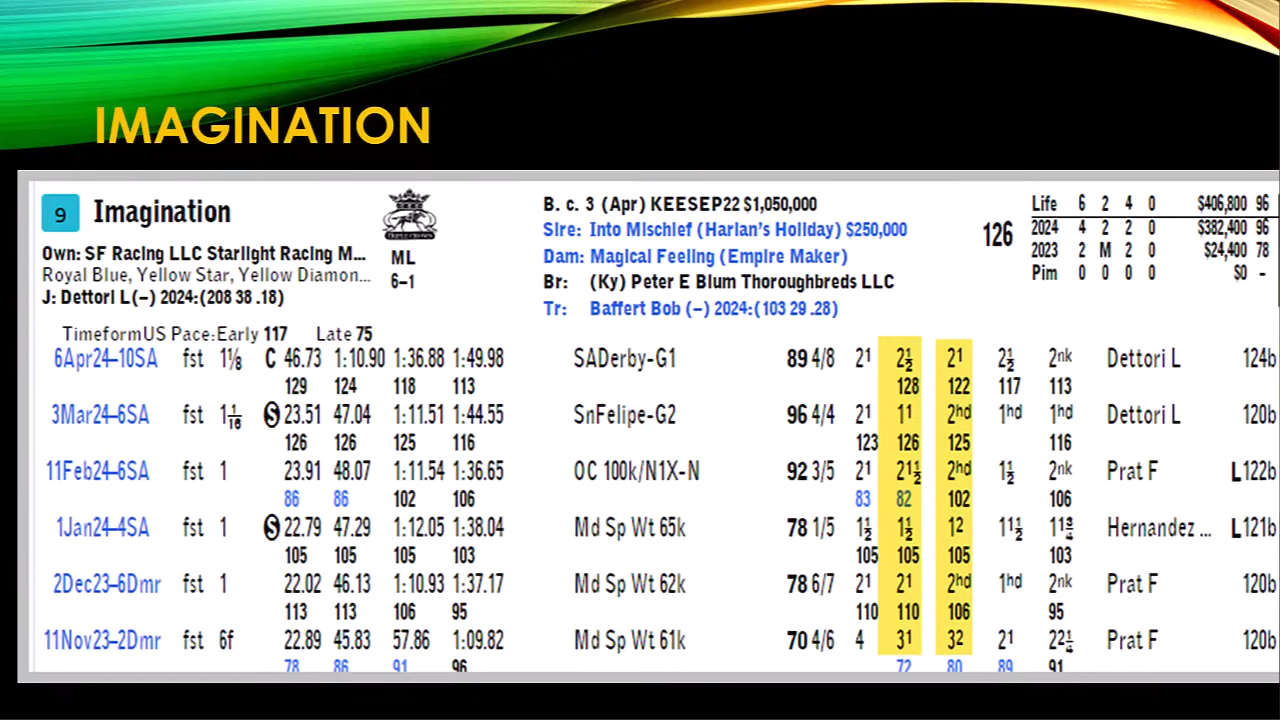 IMAGINATION
9 Imagination
Own: SF Racing LLC Starlight Racing M...
Royal Blue, Yellow Star, Yellow Diamon...
J: Dettori L(-) 2024:(208 38 .18)
TRIPLE CROWN
ML
6-1
B. c. 3 (Apr) KEESEP22 $1,050,000
Sire: Into Mischief (Harlan's Holiday) $250,000
Dam: Magical Feeling (Empire Maker)
Br: (Ky) Peter E Blum Thoroughbreds LLC
Tr: Baffert Bob (-) 2024:(103 29 .28)
126
Life 6 2 4 0 $406,800 96
2024 4 2 2 0 $382,400 96
2023 2 M 2 0 $24,400 78
Pim 0 0 0 0 $0 -
TimeformUS Pace: Early 117 Late 75
6Apr24-10SA fst 1⅛ C 46.73 1:10.90 1:36.88 1:49.98 SADerby-G1 89 4/8 2¹ 2½ 2¹ 2½ 2ⁿᵏ Dettori L 124b
129 124 118 113 128 122 117 113
3Mar24-6SA fst 1 1/16 Ⓢ 23.51 47.04 1:11.51 1:44.55 SnFelipe-G2 96 4/4 2¹ 1¹ 2ʰᵈ 1ʰᵈ 1ʰᵈ Dettori L 120b
126 126 125 116 123 126 125 116
11Feb24-6SA fst 1 23.91 48.07 1:11.54 1:36.65 OC 100k/N1X-N 92 3/5 2¹ 21½ 2ʰᵈ 1½ 2ⁿᵏ Prat F L122b
86 86 102 106 83 82 102 106
1Jan24-4SA fst 1 Ⓢ 22.79 47.29 1:12.05 1:38.04 Md Sp Wt 65k 78 1/5 1½ 1½ 1² 11½ 11¾ Hernandez ... L121b
105 105 105 103 105 105 105 103
2Dec23-6Dmr fst 1 22.02 46.13 1:10.93 1:37.17 Md Sp Wt 62k 78 6/7 2¹ 2¹ 2ʰᵈ 1ʰᵈ 2ⁿᵏ Prat F 120b
113 113 106 95 110 110 106 95
11Nov23-2Dmr fst 6f 22.89 45.83 57.86 1:09.82 Md Sp Wt 61k 70 4/6 4 3¹ 3² 2¹ 22¼ Prat F 120b
78 86 91 96 72 80 89 91